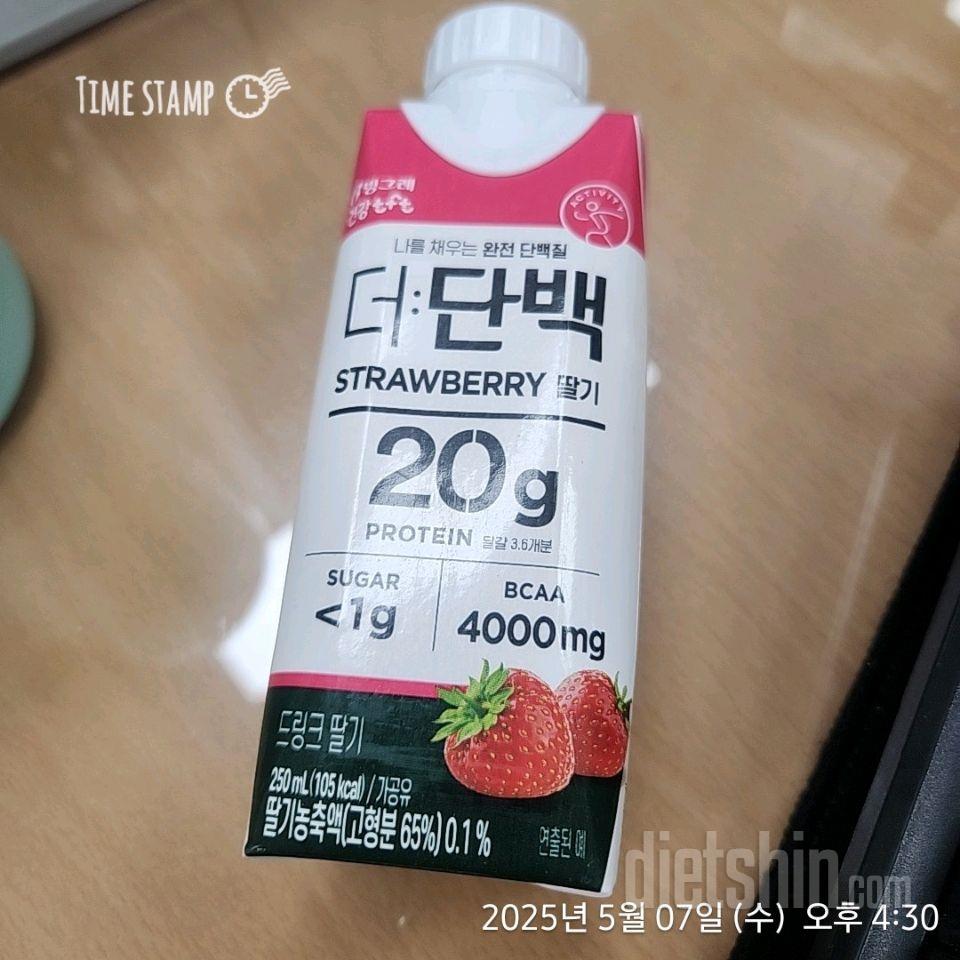 TIME STAMP
빙그레
건강 tft
ACTIVITY
나를 채우는 완전 단백질
더:단백
STRAWBERRY 딸기
20g
PROTEIN 달걀 3.6개분
SUGAR
<1g
BCAA
4000mg
드링크 딸기
250 mL (105 kcal) / 가공유
딸기농축액(고형분 65%) 0.1 %
연출된 예
dietshin.com
2025년 5월 07일 (수) 오후 4:30